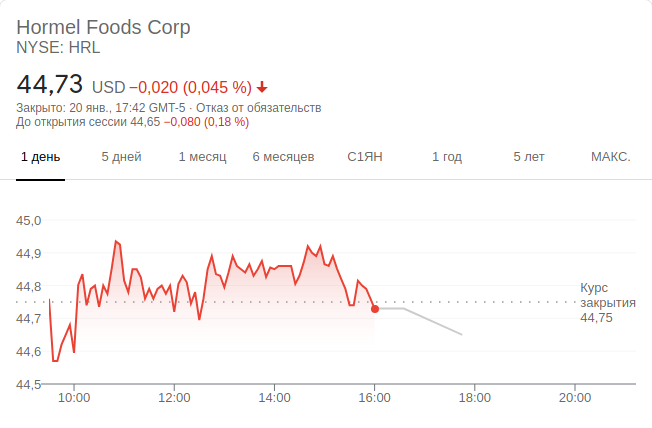 Hormel Foods Corp
NYSE: HRL
44,73 USD −0,020 (0,045 %)
Закрыто: 20 янв., 17:42 GMT-5 · Отказ от обязательств
До открытия сессии 44,65 −0,080 (0,18 %)
1 день 5 дней 1 месяц 6 месяцев С1ЯН 1 год 5 лет МАКС.
45,0
44,9
44,8
44,7
44,6
44,5
Курс
закрытия
44,75
10:00 12:00 14:00 16:00 18:00 20:00